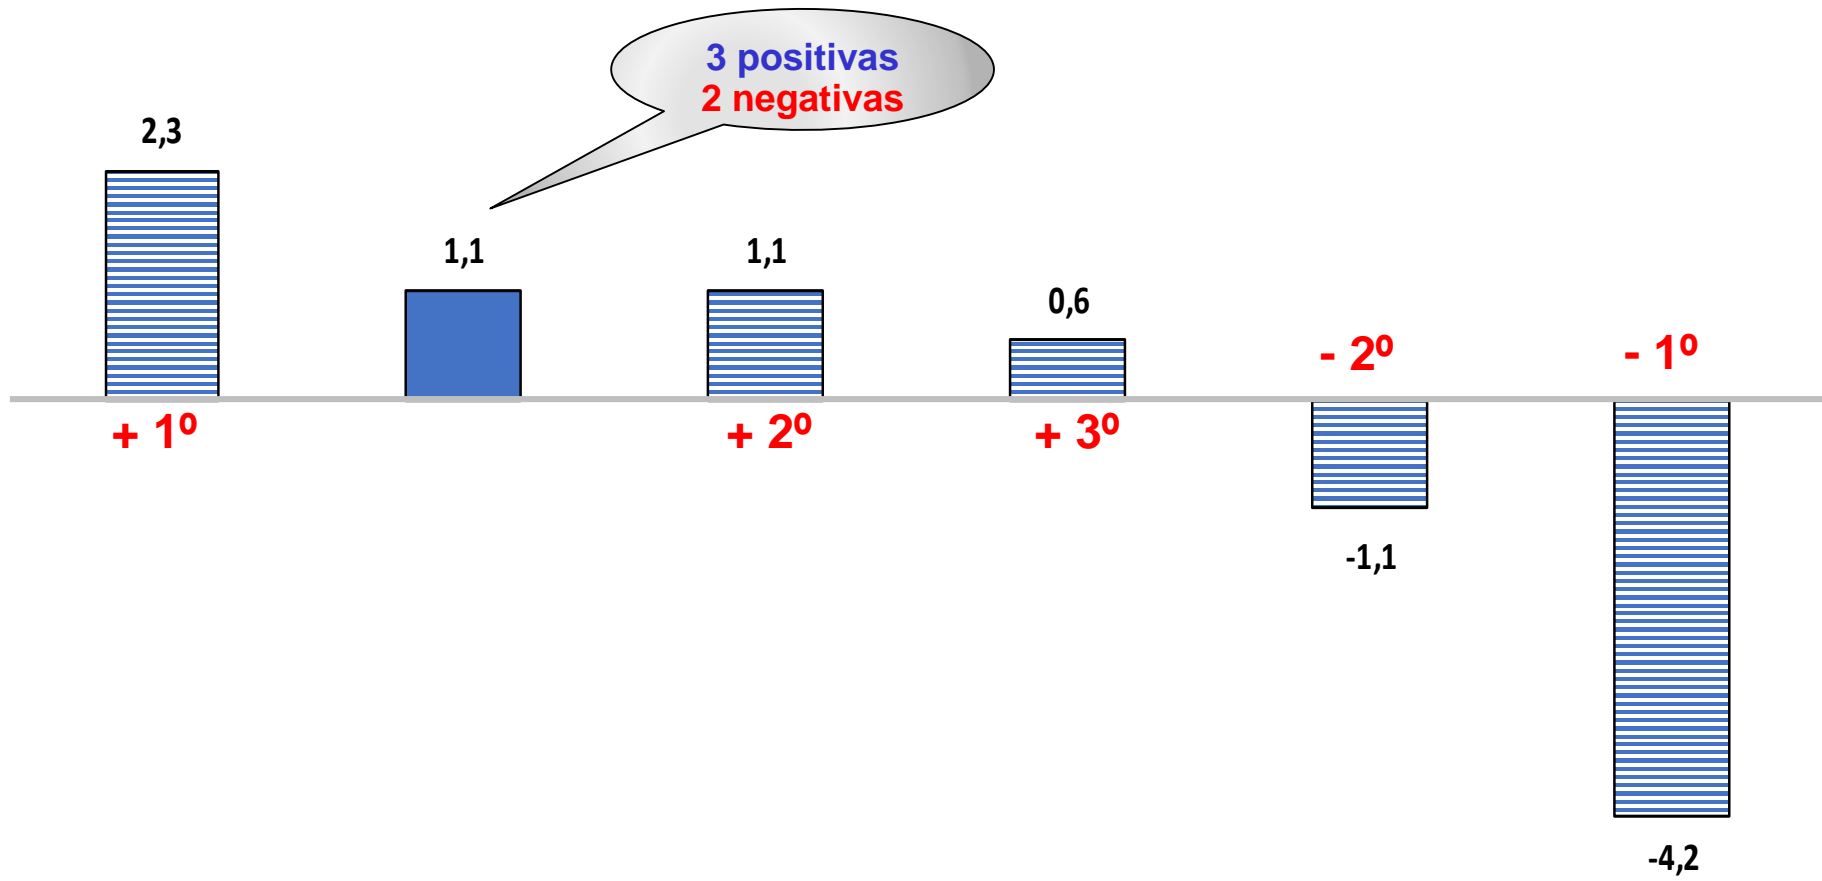 3 positivas
2 negativas
2,3
1,1
1,1
0,6
- 2º
- 1º
+ 1º
+ 2º
+ 3º
-1,1
-4,2